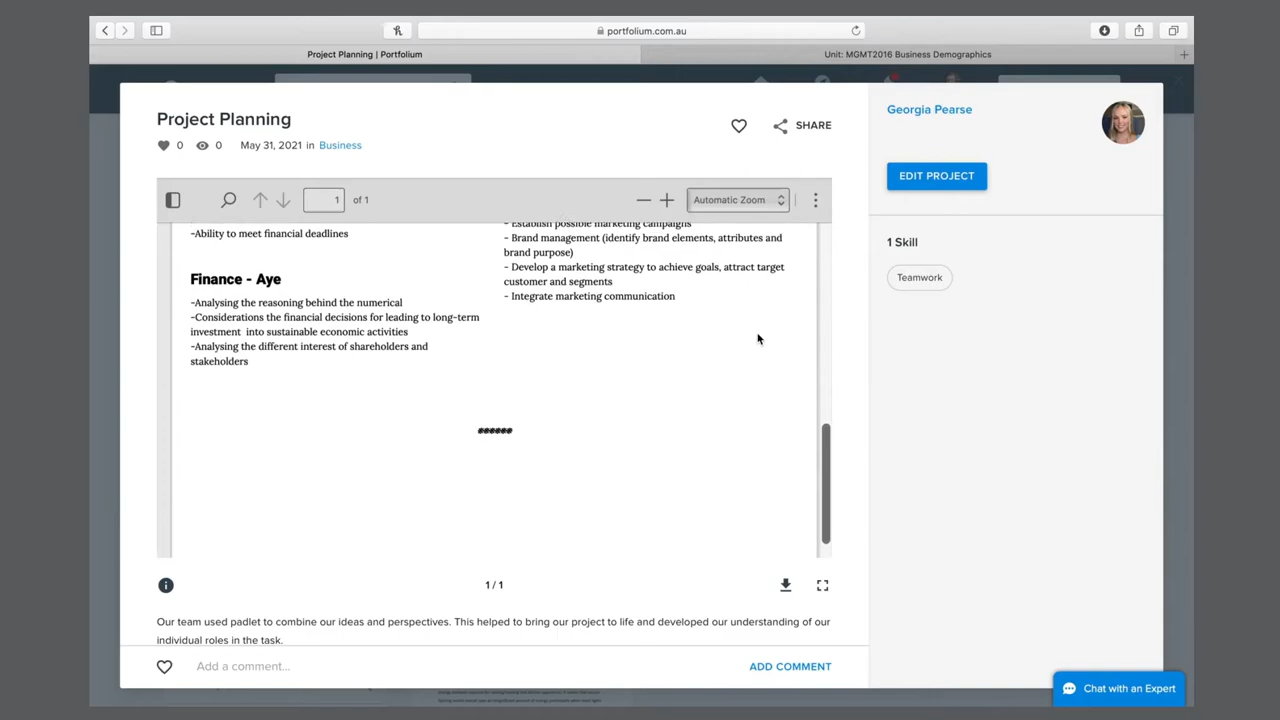 portfolium.com.au
Project Planning | Portfolium
Unit: MGMT2016 Business Demographics
Project Planning
0 0 May 31, 2021 in Business
SHARE
Georgia Pearse
EDIT PROJECT
1 Skill
Teamwork
1 of 1
Automatic Zoom
-Ability to meet financial deadlines
Finance - Aye
-Analysing the reasoning behind the numerical
-Considerations the financial decisions for leading to long-term
investment into sustainable economic activities
-Analysing the different interest of shareholders and
stakeholders
- Establish possible marketing campaigns
- Brand management (identify brand elements, attributes and
brand purpose)
- Develop a marketing strategy to achieve goals, attract target
customer and segments
- Integrate marketing communication
######
1 / 1
Our team used padlet to combine our ideas and perspectives. This helped to bring our project to life and developed our understanding of our
individual roles in the task.
Add a comment...
ADD COMMENT
Chat with an Expert